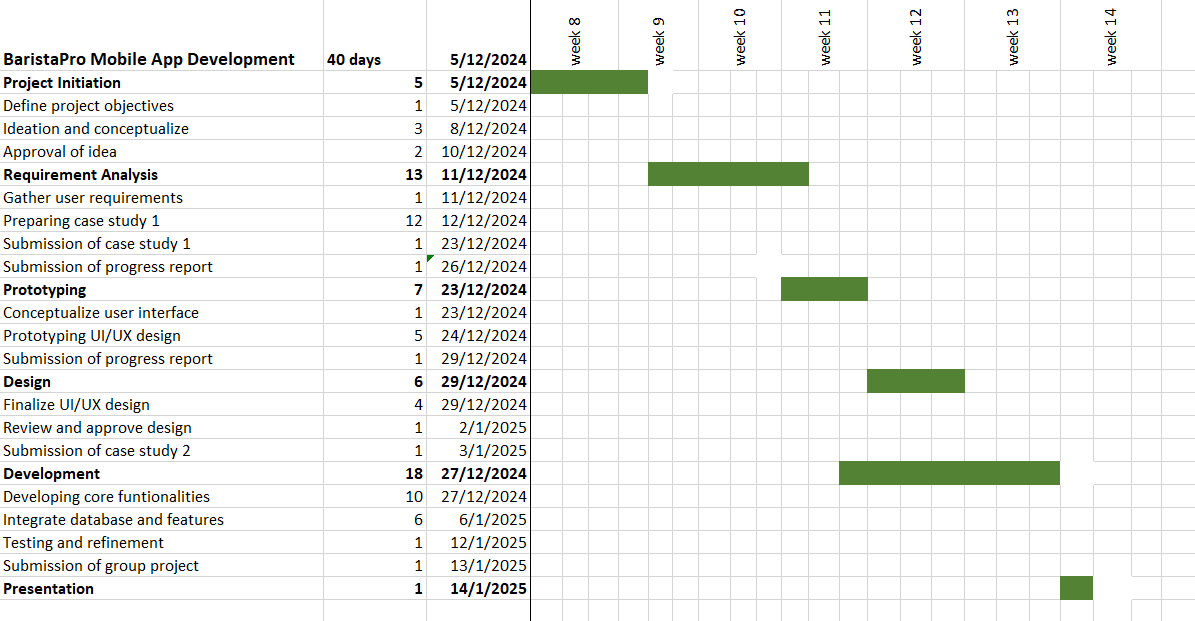 week 8 week 9 week 10 week 11 week 12 week 13 week 14
BaristaPro Mobile App Development 40 days 5/12/2024
Project Initiation 5 5/12/2024
Define project objectives 1 5/12/2024
Ideation and conceptualize 3 8/12/2024
Approval of idea 2 10/12/2024
Requirement Analysis 13 11/12/2024
Gather user requirements 1 11/12/2024
Preparing case study 1 12 12/12/2024
Submission of case study 1 1 23/12/2024
Submission of progress report 1 26/12/2024
Prototyping 7 23/12/2024
Conceptualize user interface 1 23/12/2024
Prototyping UI/UX design 5 24/12/2024
Submission of progress report 1 29/12/2024
Design 6 29/12/2024
Finalize UI/UX design 4 29/12/2024
Review and approve design 1 2/1/2025
Submission of case study 2 1 3/1/2025
Development 18 27/12/2024
Developing core funtionalities 10 27/12/2024
Integrate database and features 6 6/1/2025
Testing and refinement 1 12/1/2025
Submission of group project 1 13/1/2025
Presentation 1 14/1/2025